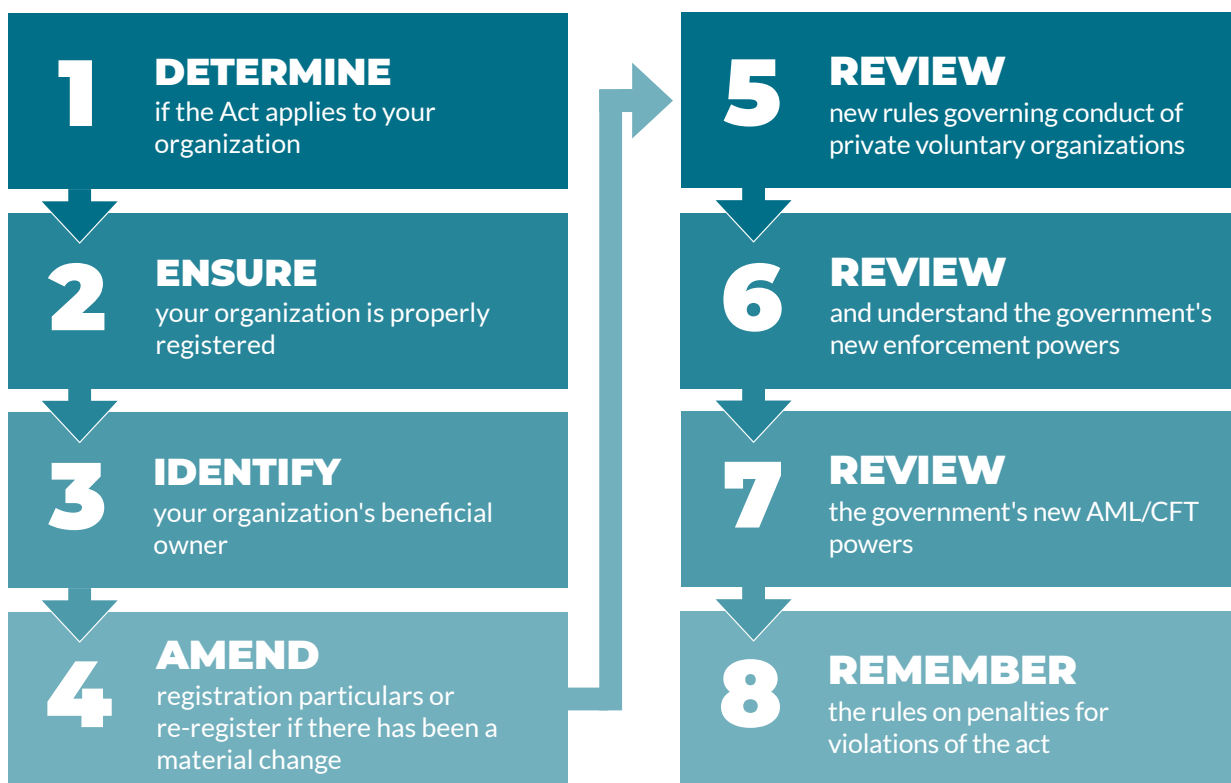 1
DETERMINE
if the Act applies to your
organization
2
ENSURE
your organization is properly
registered
3
IDENTIFY
your organization's beneficial
owner
4
AMEND
registration particulars or
re-register if there has been a
material change
5
REVIEW
new rules governing conduct of
private voluntary organizations
6
REVIEW
and understand the government's
new enforcement powers
7
REVIEW
the government's new AML/CFT
powers
8
REMEMBER
the rules on penalties for
violations of the act